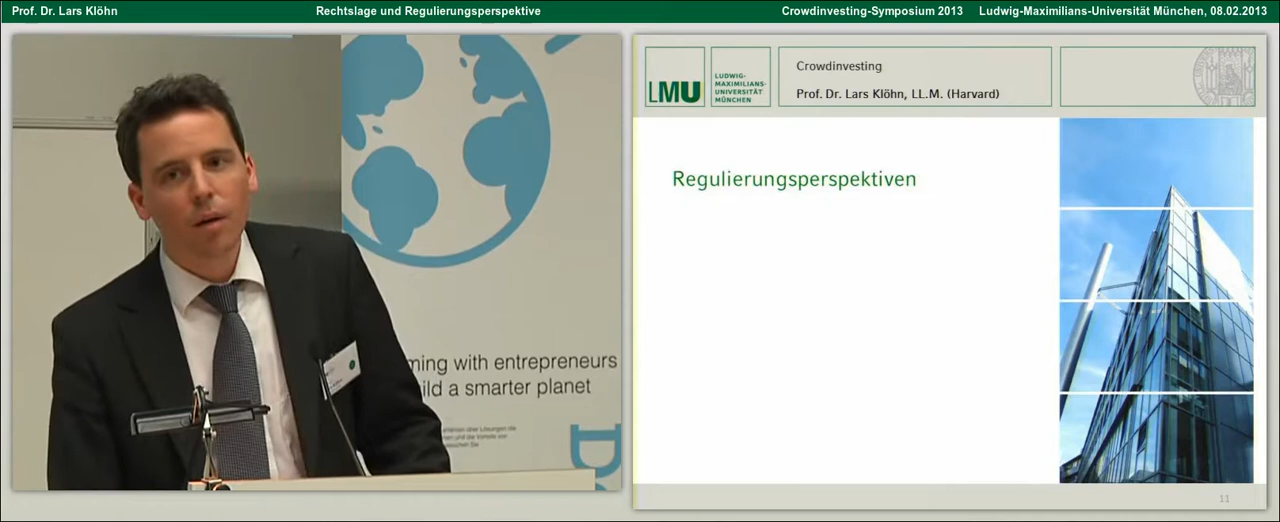 Prof. Dr. Lars Klöhn
Rechtslage und Regulierungsperspektive
Crowdinvesting-Symposium 2013
Ludwig-Maximilians-Universität München, 08.02.2013
ming with entrepreneurs
ild a smarter planet
LMU
LUDWIG-
MAXIMILIANS-
UNIVERSITÄT
MÜNCHEN
Crowdinvesting
Prof. Dr. Lars Klöhn, LL.M. (Harvard)
Regulierungsperspektiven
11